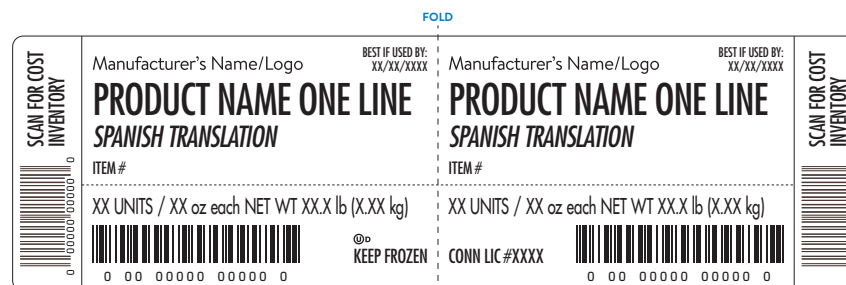 FOLD
SCAN FOR COST
INVENTORY
0 00000 00000 0
Manufacturer's Name/Logo
BEST IF USED BY:
XX/XX/XXXX
PRODUCT NAME ONE LINE
SPANISH TRANSLATION
ITEM #
XX UNITS / XX oz each NET WT XX.X lb (X.XX kg)
0 00 00000 00000 0
Ⓤ D
KEEP FROZEN
Manufacturer's Name/Logo
BEST IF USED BY:
XX/XX/XXXX
PRODUCT NAME ONE LINE
SPANISH TRANSLATION
ITEM #
XX UNITS / XX oz each NET WT XX.X lb (X.XX kg)
CONN LIC #XXXX
0 00 00000 00000 0
SCAN FOR COST
INVENTORY